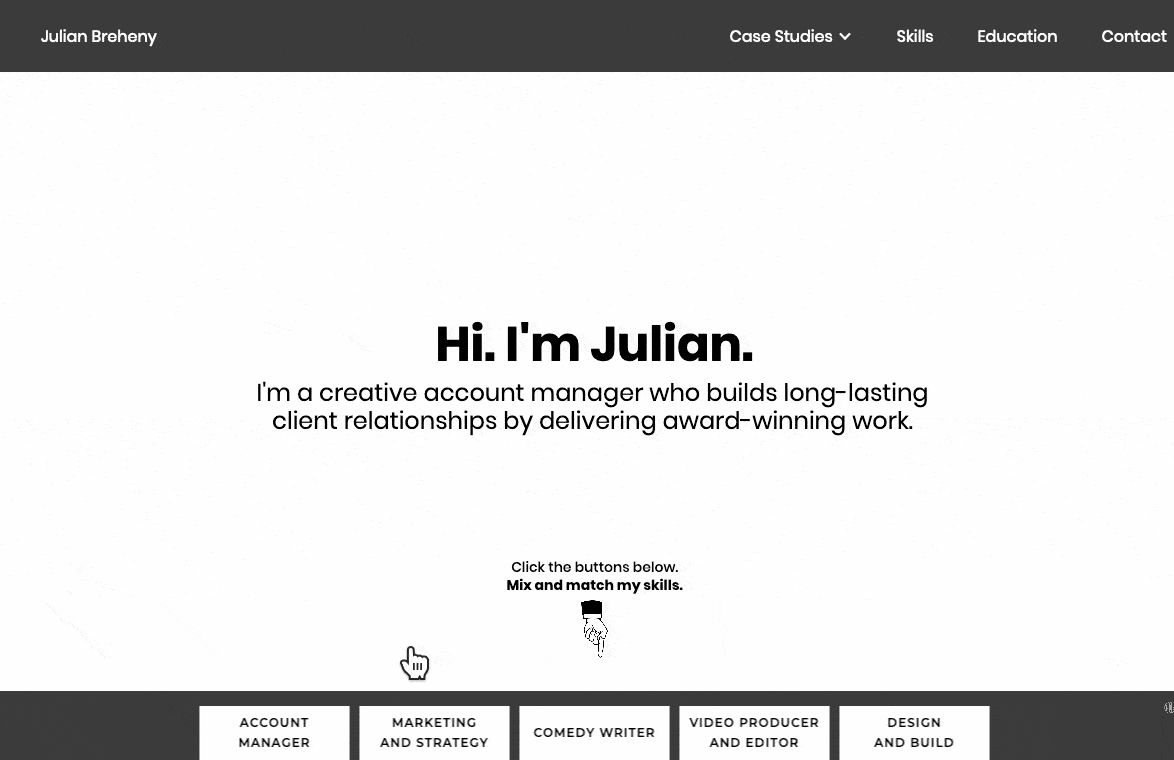 Julian Breheny
Case Studies
Skills
Education
Contact
Hi. I'm Julian.
I'm a creative account manager who builds long-lasting
client relationships by delivering award-winning work.
Click the buttons below.
Mix and match my skills.
ACCOUNT
MANAGER
MARKETING
AND STRATEGY
COMEDY WRITER
VIDEO PRODUCER
AND EDITOR
DESIGN
AND BUILD